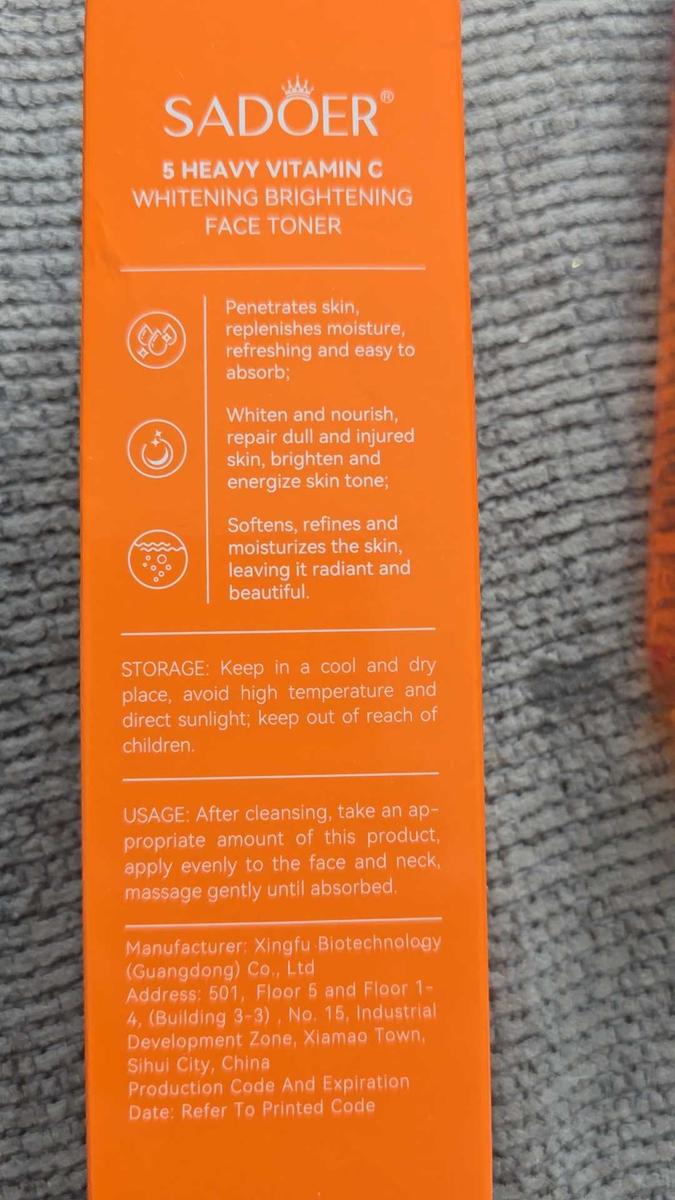 SADOER®
5 HEAVY VITAMIN C
WHITENING BRIGHTENING
FACE TONER
Penetrates skin,
replenishes moisture,
refreshing and easy to
absorb;
Whiten and nourish,
repair dull and injured
skin, brighten and
energize skin tone;
Softens, refines and
moisturizes the skin,
leaving it radiant and
beautiful.
STORAGE: Keep in a cool and dry
place, avoid high temperature and
direct sunlight; keep out of reach of
children.
USAGE: After cleansing, take an ap-
propriate amount of this product,
apply evenly to the face and neck,
massage gently until absorbed.
Manufacturer: Xingfu Biotechnology
(Guangdong) Co., Ltd
Address: 501, Floor 5 and Floor 1-
4, (Building 3-3) , No. 15, Industrial
Development Zone, Xiamao Town,
Sihui City, China
Production Code And Expiration
Date: Refer To Printed Code